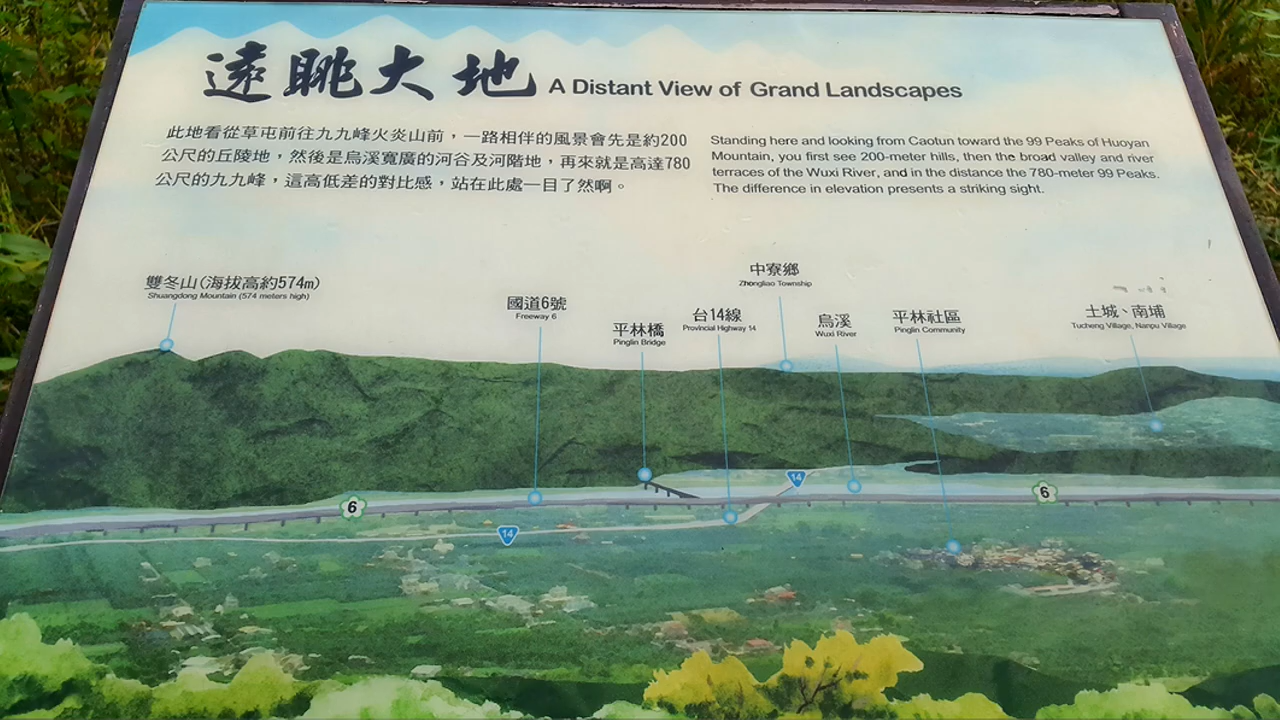 遠眺大地 A Distant View of Grand Landscapes
此地看從草屯前往九九峰火炎山前，一路相伴的風景會先是約200
公尺的丘陵地，然後是烏溪寬廣的河谷及河階地，再來就是高達780
公尺的九九峰，這高低差的對比感，站在此處一目了然啊。
Standing here and looking from Caotun toward the 99 Peaks of Huoyan
Mountain, you first see 200-meter hills, then the broad valley and river
terraces of the Wuxi River, and in the distance the 780-meter 99 Peaks.
The difference in elevation presents a striking sight.
雙冬山(海拔高約574m)
Shuangdong Mountain (574 meters high)
國道6號
Freeway 6
平林橋
Pinglin Bridge
台14線
Provincial Highway 14
中寮鄉
Zhongliao Township
烏溪
Wuxi River
平林社區
Pinglin Community
土城、南埔
Tucheng Village, Nanpu Village
14
6
6
14